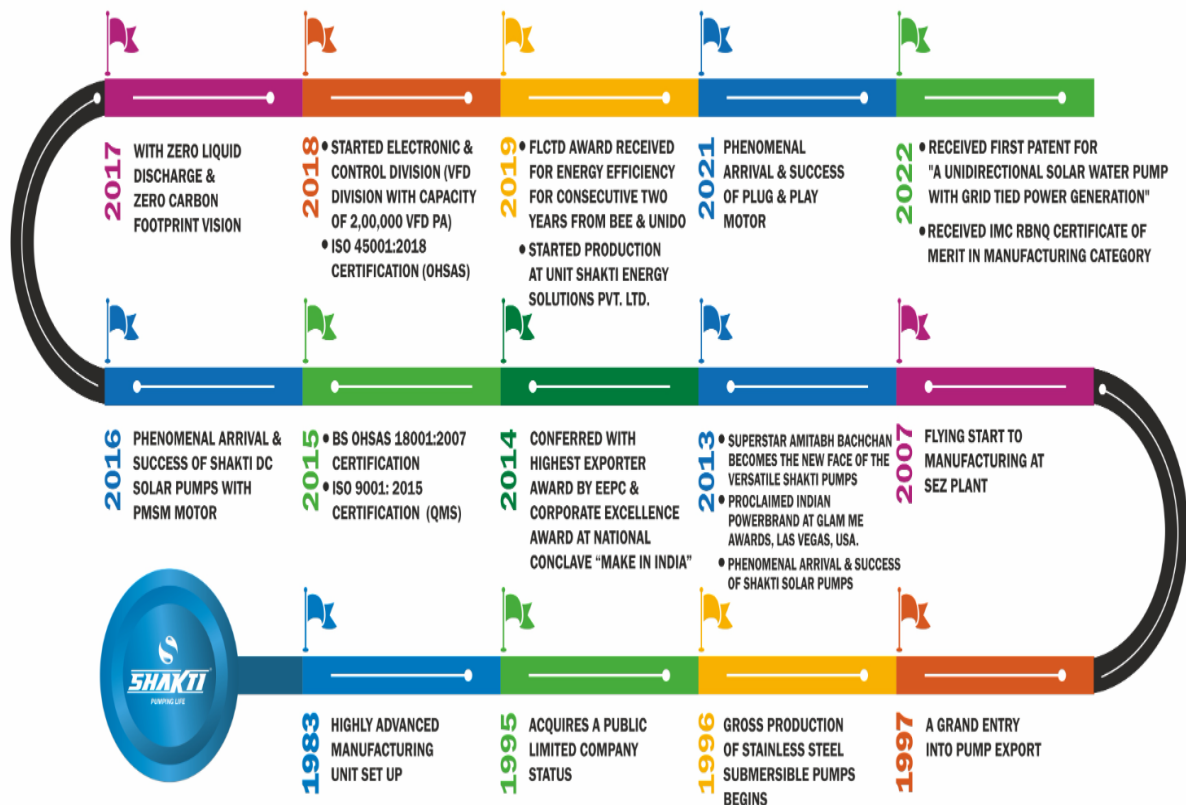 2017
WITH ZERO LIQUID
DISCHARGE &
ZERO CARBON
FOOTPRINT VISION
2018
• STARTED ELECTRONIC &
CONTROL DIVISION (VFD
DIVISION WITH CAPACITY
OF 2,00,000 VFD PA)
• ISO 45001:2018
CERTIFICATION (OHSAS)
2019
• FLCTD AWARD RECEIVED
FOR ENERGY EFFICIENCY
FOR CONSECUTIVE TWO
YEARS FROM BEE & UNIDO
• STARTED PRODUCTION
AT UNIT SHAKTI ENERGY
SOLUTIONS PVT. LTD.
2021
PHENOMENAL
ARRIVAL & SUCCESS
OF PLUG & PLAY
MOTOR
2022
• RECEIVED FIRST PATENT FOR
"A UNIDIRECTIONAL SOLAR WATER PUMP
WITH GRID TIED POWER GENERATION"
• RECEIVED IMC RBNQ CERTIFICATE OF
MERIT IN MANUFACTURING CATEGORY
2016
PHENOMENAL ARRIVAL &
SUCCESS OF SHAKTI DC
SOLAR PUMPS WITH
PMSM MOTOR
2015
• BS OHSAS 18001:2007
CERTIFICATION
• ISO 9001: 2015
CERTIFICATION (QMS)
2014
CONFERRED WITH
HIGHEST EXPORTER
AWARD BY EEPC &
CORPORATE EXCELLENCE
AWARD AT NATIONAL
CONCLAVE “MAKE IN INDIA”
2013
• SUPERSTAR AMITABH BACHCHAN
BECOMES THE NEW FACE OF THE
VERSATILE SHAKTI PUMPS
• PROCLAIMED INDIAN
POWERBRAND AT GLAM ME
AWARDS, LAS VEGAS, USA.
• PHENOMENAL ARRIVAL & SUCCESS
OF SHAKTI SOLAR PUMPS
2007
FLYING START TO
MANUFACTURING AT
SEZ PLANT
SHAKTI
PUMPING LIFE
1983
HIGHLY ADVANCED
MANUFACTURING
UNIT SET UP
1995
ACQUIRES A PUBLIC
LIMITED COMPANY
STATUS
1996
GROSS PRODUCTION
OF STAINLESS STEEL
SUBMERSIBLE PUMPS
BEGINS
1997
A GRAND ENTRY
INTO PUMP EXPORT